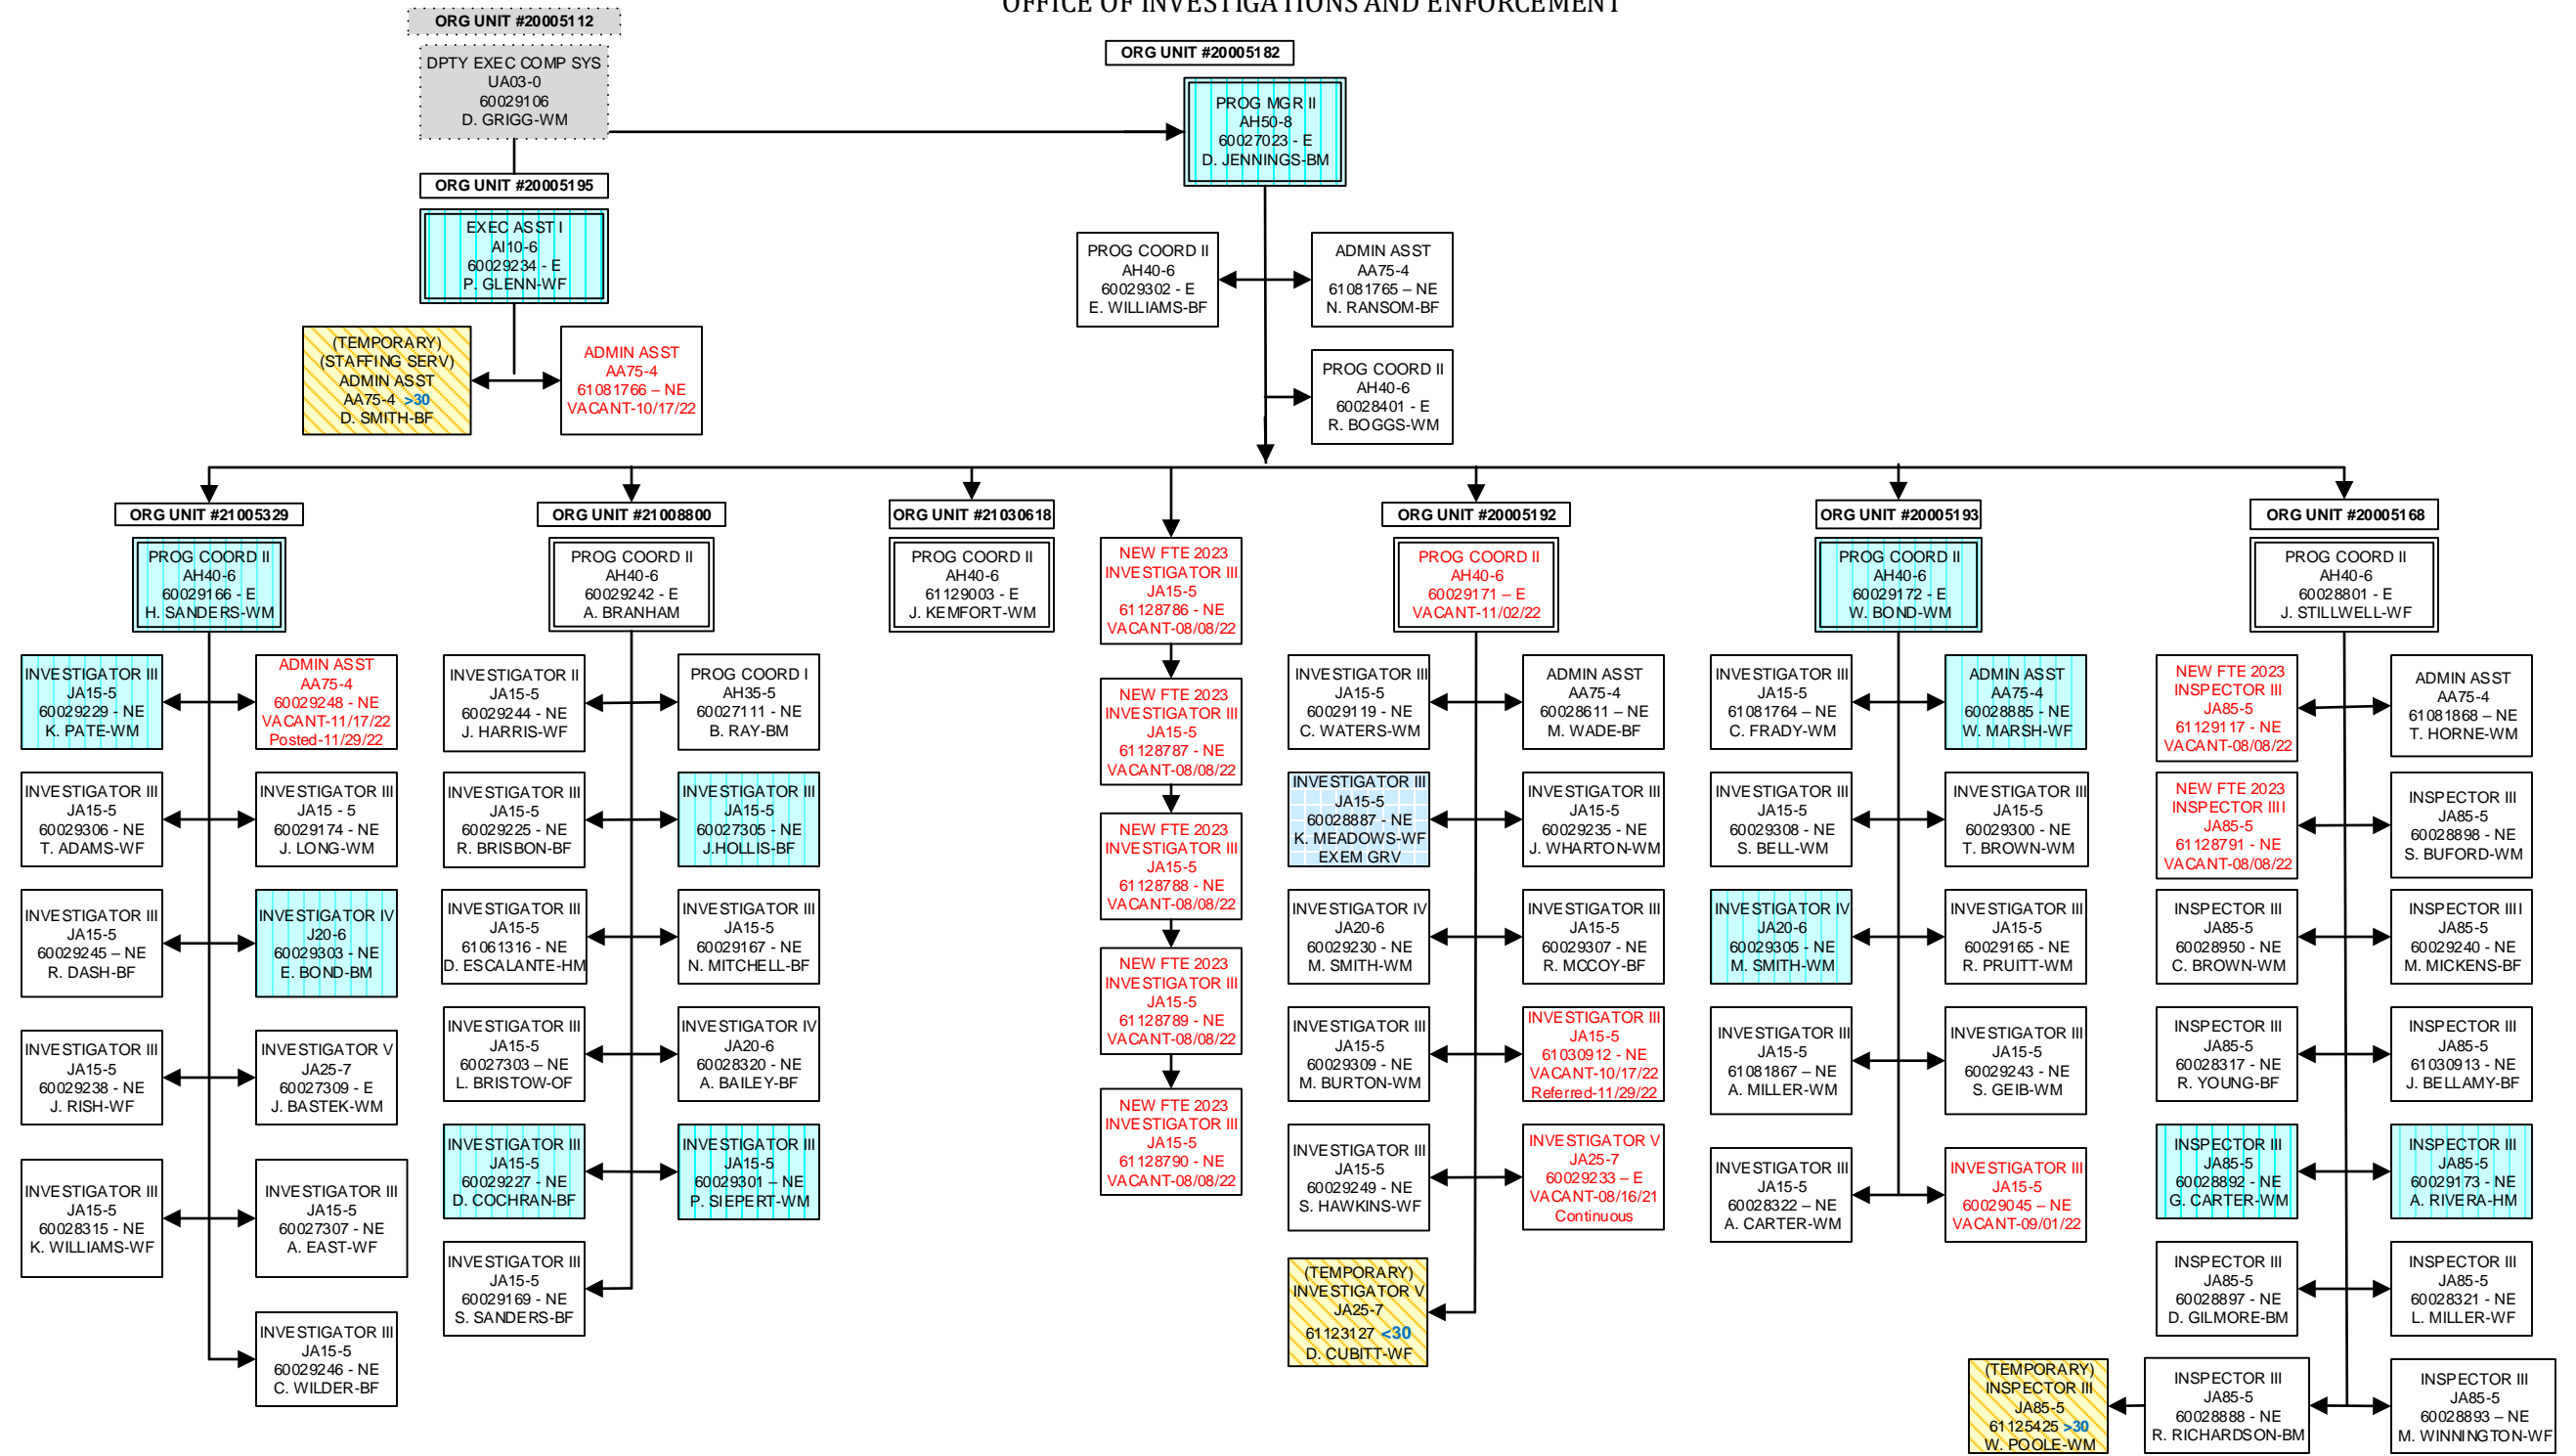 OFFICE OF INVESTIGATIONS AND ENFORCEMENT
ORG UNIT #20005112
DPTY EXEC COMP SYS
UA03-0
60029106
D. GRIGG-WM
ORG UNIT #20005182
PROG MGR II
AH50-8
60027023 - E
D. JENNINGS-BM
ORG UNIT #20005195
EXEC ASST I
AI10-6
60029234 - E
P. GLENN-WF
PROG COORD II
AH40-6
60029302 - E
E. WILLIAMS-BF
ADMIN ASST
AA75-4
61081765 – NE
N. RANSOM-BF
(TEMPORARY)
(STAFFING SERV)
ADMIN ASST
AA75-4 >30
D. SMITH-BF
ADMIN ASST
AA75-4
61081766 – NE
VACANT-10/17/22
PROG COORD II
AH40-6
60028401 - E
R. BOGGS-WM
ORG UNIT #21005329
PROG COORD II
AH40-6
60029166 - E
H. SANDERS-WM
INVESTIGATOR III
JA15-5
60029229 - NE
K. PATE-WM
ADMIN ASST
AA75-4
60029248 - NE
VACANT-11/17/22
Posted-11/29/22
INVESTIGATOR III
JA15-5
60029306 - NE
T. ADAMS-WF
INVESTIGATOR III
JA15 - 5
60029174 - NE
J. LONG-WM
INVESTIGATOR III
JA15-5
60029245 – NE
R. DASH-BF
INVESTIGATOR IV
J20-6
60029303 - NE
E. BOND-BM
INVESTIGATOR III
JA15-5
60029238 - NE
J. RISH-WF
INVESTIGATOR V
JA25-7
60027309 - E
J. BASTEK-WM
INVESTIGATOR III
JA15-5
60028315 - NE
K. WILLIAMS-WF
INVESTIGATOR III
JA15-5
60027307 - NE
A. EAST-WF
INVESTIGATOR III
JA15-5
60029246 - NE
C. WILDER-BF
ORG UNIT #21008800
PROG COORD II
AH40-6
60029242 - E
A. BRANHAM
INVESTIGATOR II
JA15-5
60029244 - NE
J. HARRIS-WF
PROG COORD I
AH35-5
60027111 - NE
B. RAY-BM
INVESTIGATOR III
JA15-5
60029225 - NE
R. BRISBON-BF
INVESTIGATOR III
JA15-5
60027305 - NE
J.HOLLIS-BF
INVESTIGATOR III
JA15-5
61061316 - NE
D. ESCALANTE-HM
INVESTIGATOR III
JA15-5
60029167 - NE
N. MITCHELL-BF
INVESTIGATOR III
JA15-5
60027303 – NE
L. BRISTOW-OF
INVESTIGATOR IV
JA20-6
60028320 - NE
A. BAILEY-BF
INVESTIGATOR III
JA15-5
60029227 - NE
D. COCHRAN-BF
INVESTIGATOR III
JA15-5
60029301 – NE
P. SIEPERT-WM
INVESTIGATOR III
JA15-5
60029169 - NE
S. SANDERS-BF
ORG UNIT #21030618
PROG COORD II
AH40-6
61129003 - E
J. KEMFORT-WM
NEW FTE 2023
INVESTIGATOR III
JA15-5
61128786 - NE
VACANT-08/08/22
NEW FTE 2023
INVESTIGATOR III
JA15-5
61128787 - NE
VACANT-08/08/22
NEW FTE 2023
INVESTIGATOR III
JA15-5
61128788 - NE
VACANT-08/08/22
NEW FTE 2023
INVESTIGATOR III
JA15-5
61128789 - NE
VACANT-08/08/22
NEW FTE 2023
INVESTIGATOR III
JA15-5
61128790 - NE
VACANT-08/08/22
ORG UNIT #20005192
PROG COORD II
AH40-6
60029171 – E
VACANT-11/02/22
INVESTIGATOR III
JA15-5
60029119 - NE
C. WATERS-WM
ADMIN ASST
AA75-4
60028611 – NE
M. WADE-BF
INVESTIGATOR III
JA15-5
60028887 - NE
K. MEADOWS-WF
EXEM GRV
INVESTIGATOR III
JA15-5
60029235 - NE
J. WHARTON-WM
INVESTIGATOR IV
JA20-6
60029230 - NE
M. SMITH-WM
INVESTIGATOR III
JA15-5
60029307 - NE
R. MCCOY-BF
INVESTIGATOR III
JA15-5
60029309 - NE
M. BURTON-WM
INVESTIGATOR III
JA15-5
61030912 - NE
VACANT-10/17/22
Referred-11/29/22
INVESTIGATOR III
JA15-5
60029249 - NE
S. HAWKINS-WF
INVESTIGATOR V
JA25-7
60029233 – E
VACANT-08/16/21
Continuous
(TEMPORARY)
INVESTIGATOR V
JA25-7
61123127 <30
D. CUBITT-WF
ORG UNIT #20005193
PROG COORD II
AH40-6
60029172 - E
W. BOND-WM
INVESTIGATOR III
JA15-5
61081764 – NE
C. FRADY-WM
ADMIN ASST
AA75-4
60028885 - NE
W. MARSH-WF
INVESTIGATOR III
JA15-5
60029308 - NE
S. BELL-WM
INVESTIGATOR III
JA15-5
60029300 - NE
T. BROWN-WM
INVESTIGATOR IV
JA20-6
60029305 - NE
M. SMITH-WM
INVESTIGATOR III
JA15-5
60029165 - NE
R. PRUITT-WM
INVESTIGATOR III
JA15-5
61081867 – NE
A. MILLER-WM
INVESTIGATOR III
JA15-5
60029243 - NE
S. GEIB-WM
INVESTIGATOR III
JA15-5
60028322 - NE
A. CARTER-WM
INVESTIGATOR III
JA15-5
60029045 – NE
VACANT-09/01/22
ORG UNIT #20005168
PROG COORD II
AH40-6
60028801 - E
J. STILLWELL-WF
NEW FTE 2023
INSPECTOR III
JA85-5
61129117 - NE
VACANT-08/08/22
ADMIN ASST
AA75-4
61081868 – NE
T. HORNE-WM
NEW FTE 2023
INSPECTOR IIII
JA85-5
61128791 - NE
VACANT-08/08/22
INSPECTOR III
JA85-5
60028898 - NE
S. BUFORD-WM
INSPECTOR III
JA85-5
60028950 - NE
C. BROWN-WM
INSPECTOR IIII
JA85-5
60029240 - NE
M. MICKENS-BF
INSPECTOR III
JA85-5
60028317 - NE
R. YOUNG-BF
INSPECTOR III
JA85-5
61030913 - NE
J. BELLAMY-BF
INSPECTOR III
JA85-5
60028892 - NE
G. CARTER-WM
INSPECTOR III
JA85-5
60029173 - NE
A. RIVERA-HM
INSPECTOR III
JA85-5
60028897 - NE
D. GILMORE-BM
INSPECTOR III
JA85-5
60028321 - NE
L. MILLER-WF
(TEMPORARY)
INSPECTOR III
JA85-5
61125425 >30
W. POOLE-WM
INSPECTOR III
JA85-5
60028888 - NE
R. RICHARDSON-BM
INSPECTOR III
JA85-5
60028893 – NE
M. WINNINGTON-WF